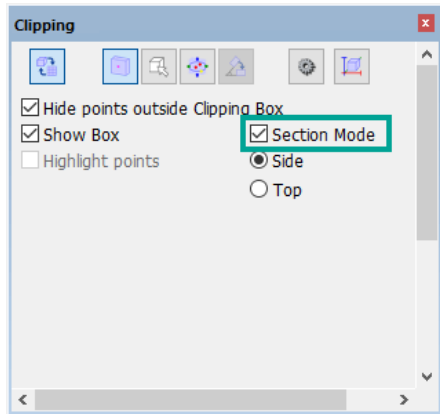 Clipping
Hide points outside Clipping Box
Show Box
Section Mode
Highlight points
Side
Top